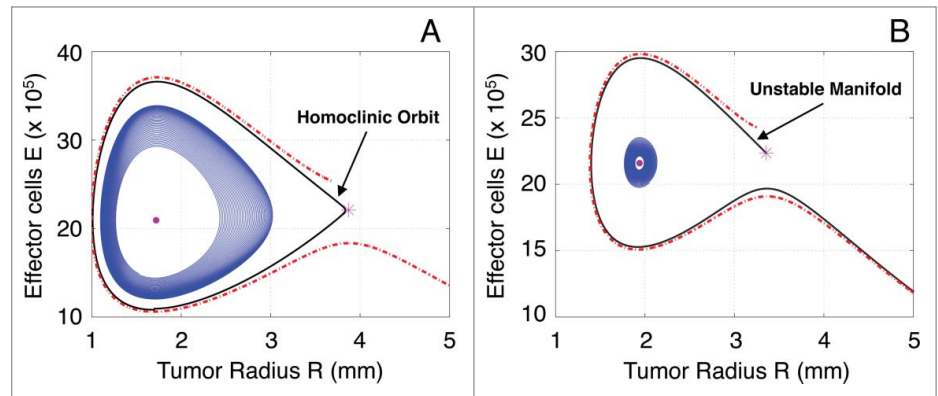 A
Effector cells E (x 10⁵)
40
30
20
10
Homoclinic Orbit
1 2 3 4 5
Tumor Radius R (mm)
B
Effector cells E (x 10⁵)
30
25
20
15
10
Unstable Manifold
1 2 3 4 5
Tumor Radius R (mm)